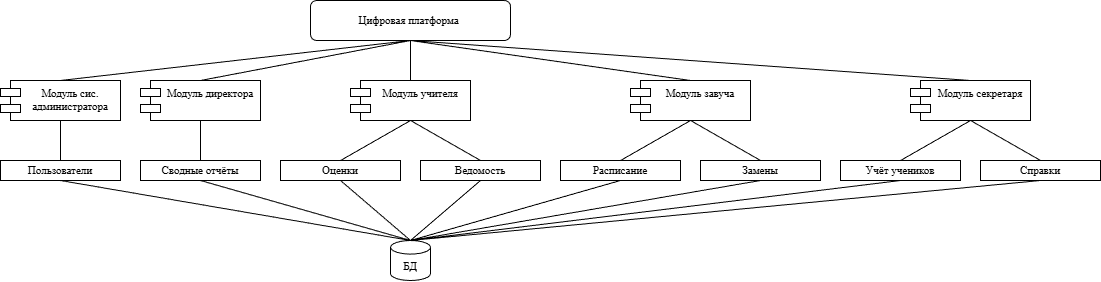 Цифровая платформа
Модуль сис.
администратора
Модуль директора
Модуль учителя
Модуль завуча
Модуль секретаря
Пользователи
Сводные отчёты
Оценки
Ведомость
Расписание
Замены
Учёт учеников
Справки
БД